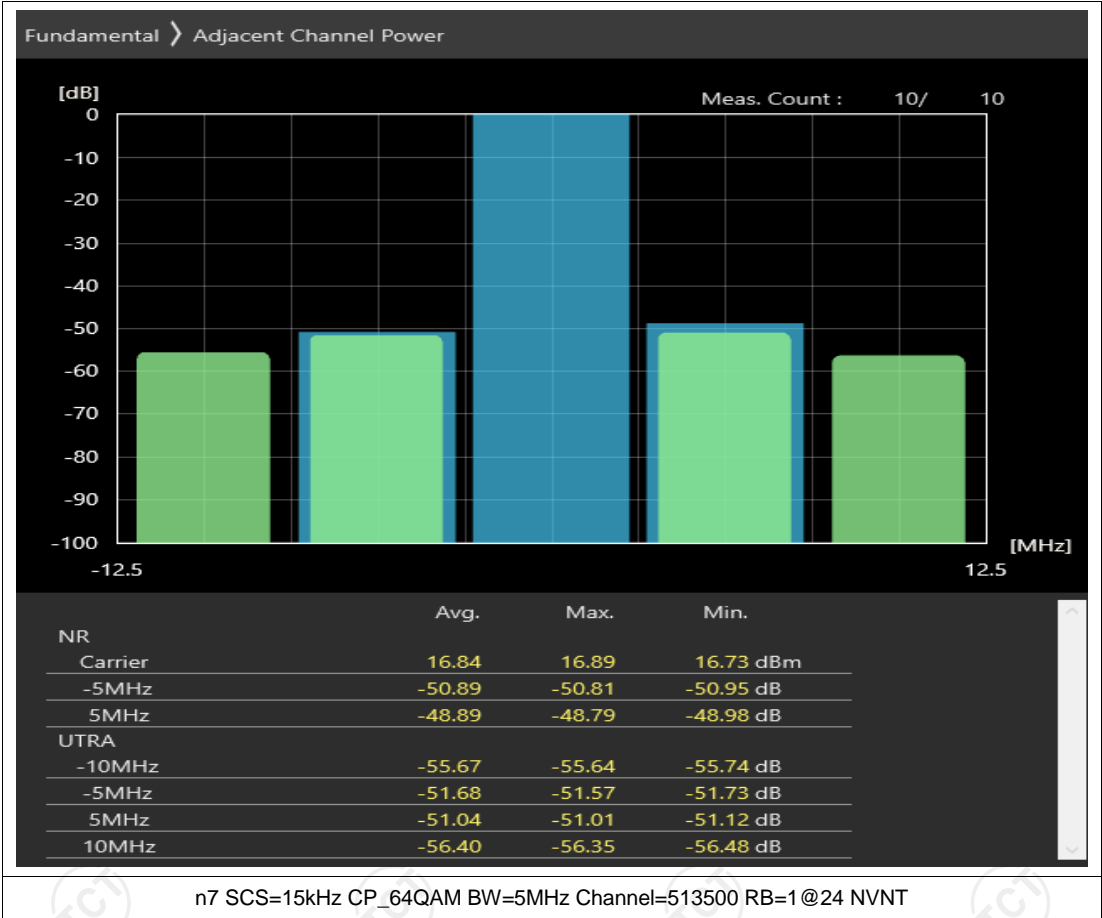 Fundamental ❯ Adjacent Channel Power
[dB]
Meas. Count : 10/ 10
0
-10
-20
-30
-40
-50
-60
-70
-80
-90
-100
[MHz]
-12.5 12.5
Avg. Max. Min.
NR
Carrier 16.84 16.89 16.73 dBm
-5MHz -50.89 -50.81 -50.95 dB
5MHz -48.89 -48.79 -48.98 dB
UTRA
-10MHz -55.67 -55.64 -55.74 dB
-5MHz -51.68 -51.57 -51.73 dB
5MHz -51.04 -51.01 -51.12 dB
10MHz -56.40 -56.35 -56.48 dB
n7 SCS=15kHz CP_64QAM BW=5MHz Channel=513500 RB=1@24 NVNT
TCT TCT TCT TCT